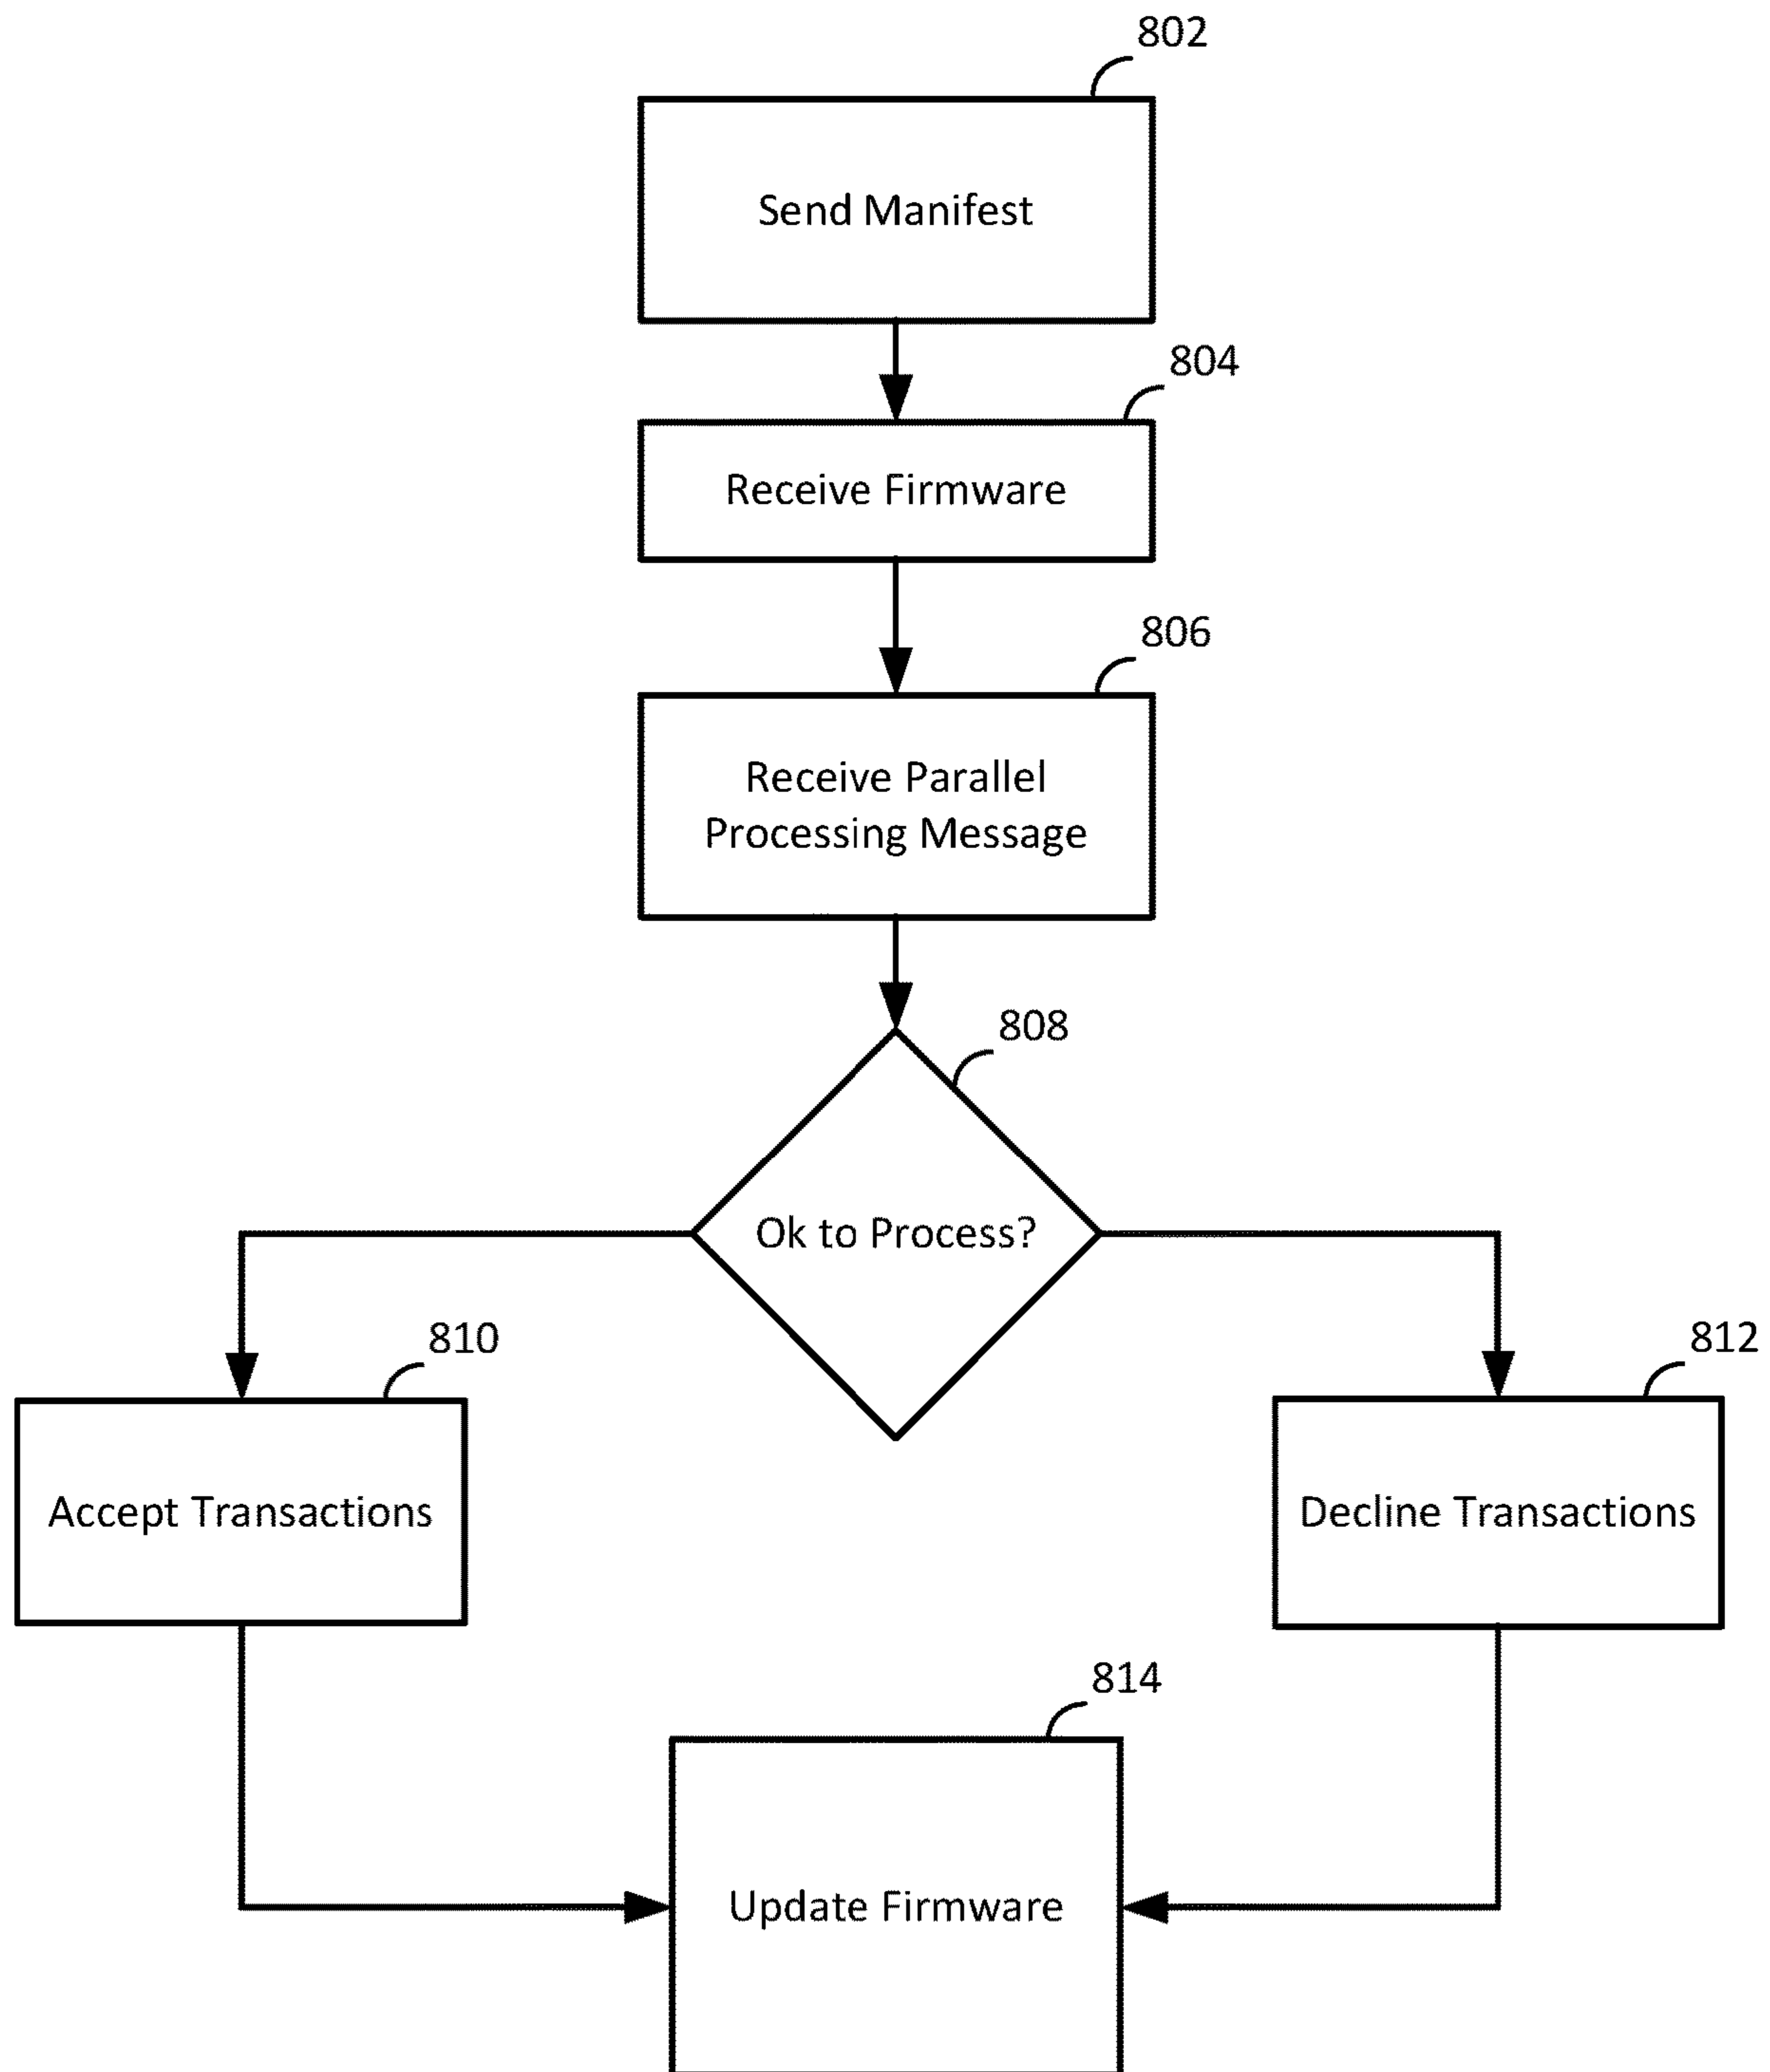 802
Send Manifest
804
Receive Firmware
806
Receive Parallel
Processing Message
808
Ok to Process?
810
Accept Transactions
812
Decline Transactions
814
Update Firmware